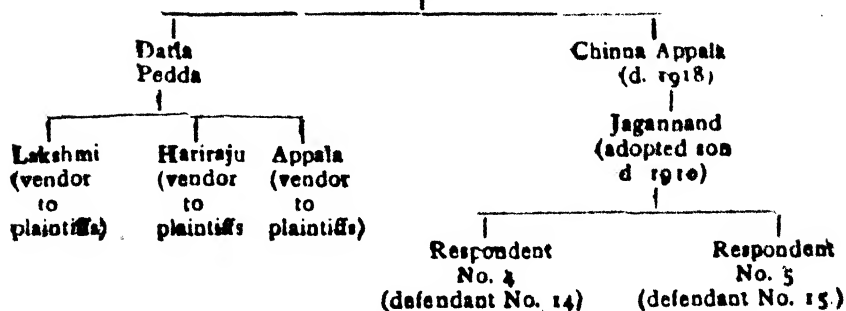 Darla
Pedda
Chinna Appala
(d. 1918)
Lakshmi
(vendor
to
plaintiffs)
Hariraju
(vendor
to
plaintiffs
Appala
(vendor
to
plaintiffs)
Jagannand
(adopted son
d 1910)
Respondent
No. 4
(defendant No. 14)
Respondent
No. 5
(defendant No. 15.)